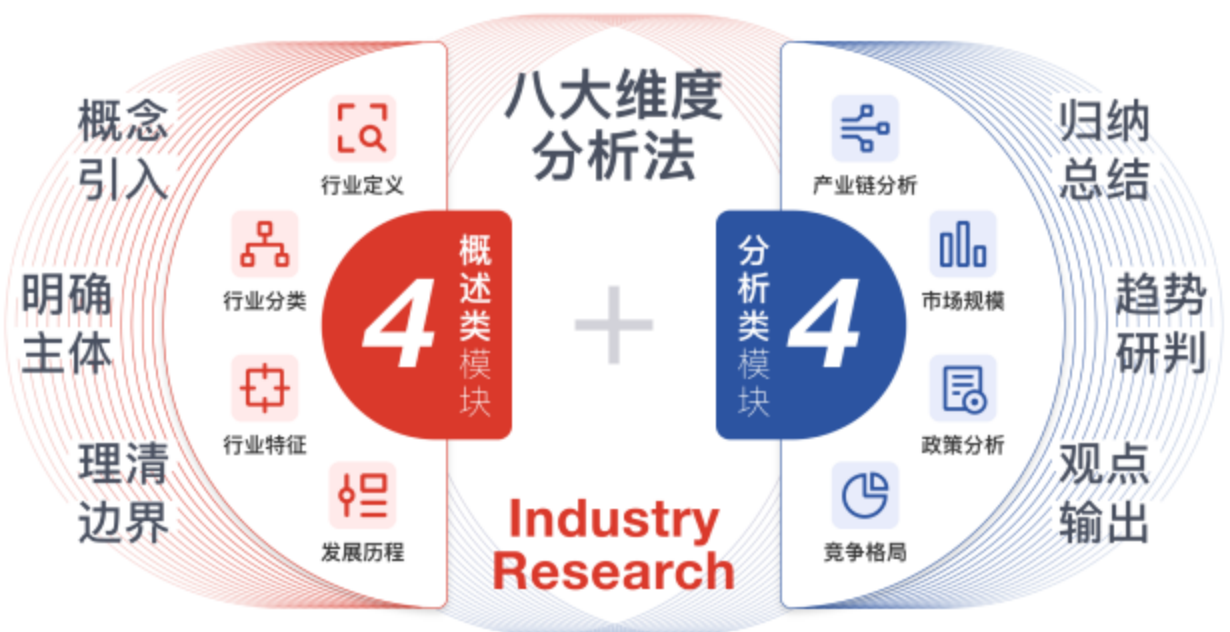 八大维度
分析法
概念
引入
明确
主体
理清
边界
行业定义
行业分类
行业特征
发展历程
4
概述类模块
+
分析类模块
4
产业链分析
市场规模
政策分析
竞争格局
归纳
总结
趋势
研判
观点
输出
Industry
Research